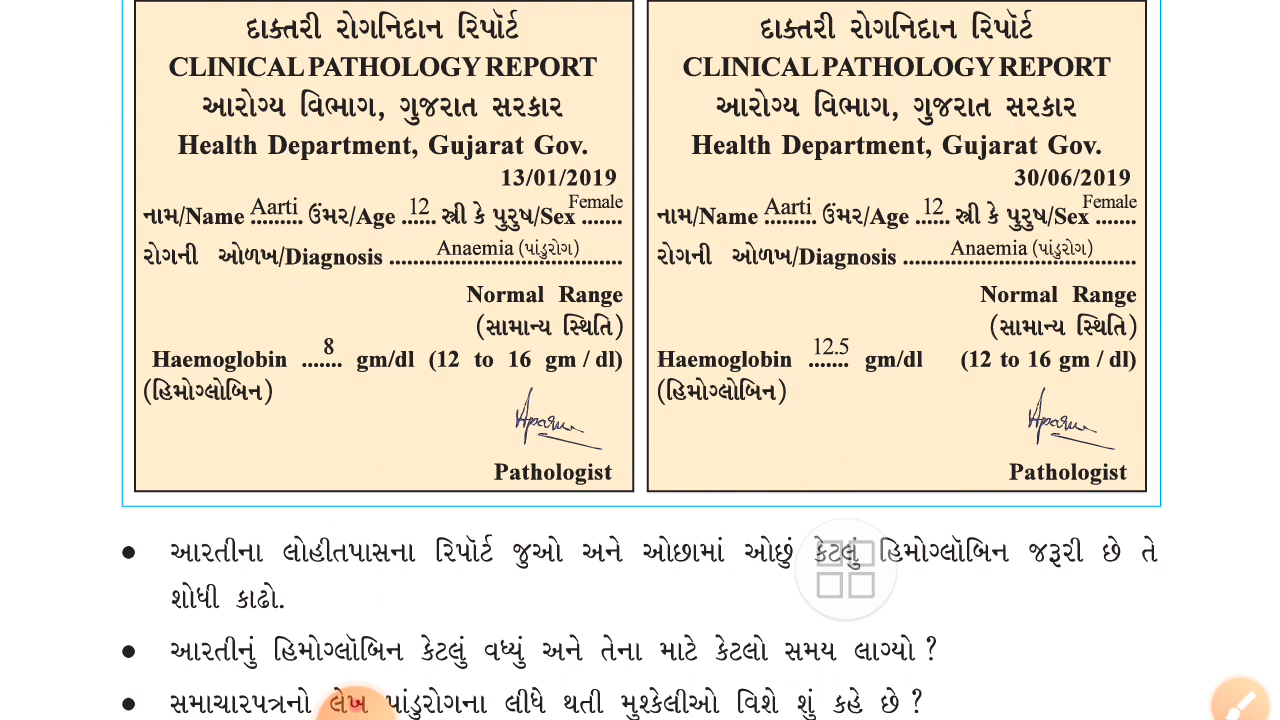 દાક્તરી રોગનિદાન રિપૉર્ટ
CLINICAL PATHOLOGY REPORT
આરોગ્ય વિભાગ, ગુજરાત સરકાર
Health Department, Gujarat Gov.
13/01/2019
નામ/Name Aarti ઉંમર/Age 12 સ્ત્રી કે પુરુષ/Sex Female
રોગની ઓળખ/Diagnosis Anaemia (પાંડુરોગ)
Normal Range
(સામાન્ય સ્થિતિ)
Haemoglobin 8 gm/dl (12 to 16 gm / dl)
(હિમોગ્લોબિન)
Pathologist
દાક્તરી રોગનિદાન રિપૉર્ટ
CLINICAL PATHOLOGY REPORT
આરોગ્ય વિભાગ, ગુજરાત સરકાર
Health Department, Gujarat Gov.
30/06/2019
નામ/Name Aarti ઉંમર/Age 12 સ્ત્રી કે પુરુષ/Sex Female
રોગની ઓળખ/Diagnosis Anaemia (પાંડુરોગ)
Normal Range
(સામાન્ય સ્થિતિ)
Haemoglobin 12.5 gm/dl (12 to 16 gm / dl)
(હિમોગ્લોબિન)
Pathologist
• આરતીના લોહીતપાસના રિપૉર્ટ જુઓ અને ઓછામાં ઓછું કેટલું હિમોગ્લૉબિન જરૂરી છે તે
શોધી કાઢો.
• આરતીનું હિમોગ્લૉબિન કેટલું વધ્યું અને તેના માટે કેટલો સમય લાગ્યો ?
• સમાચારપત્રનો લેખ પાંડુરોગના લીધે થતી મુશ્કેલીઓ વિશે શું કહે છે ?